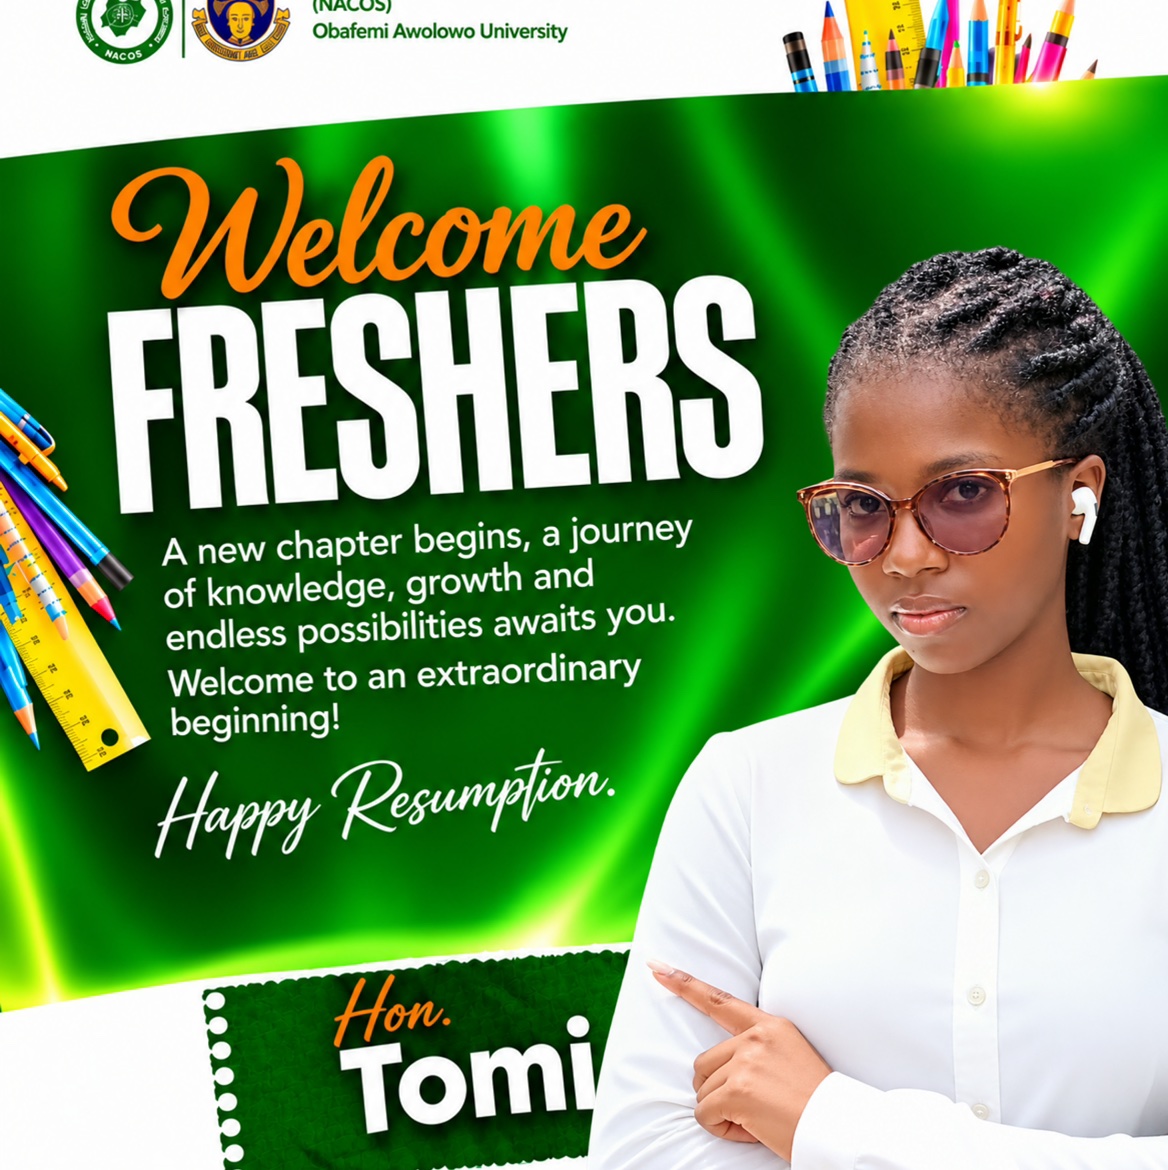 (NACOS)
Obafemi Awolowo University
NACOS
Welcome
FRESHERS
A new chapter begins, a journey
of knowledge, growth and
endless possibilities awaits you.
Welcome to an extraordinary
beginning!
Happy Resumption.
Hon.
Tomi